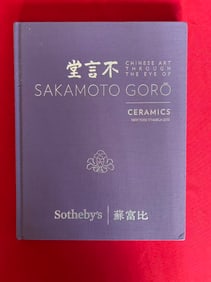 不言堂
CHINESE ART
THROUGH
THE EYE OF
SAKAMOTO GORŌ
CERAMICS
Sotheby's | 蘇富比